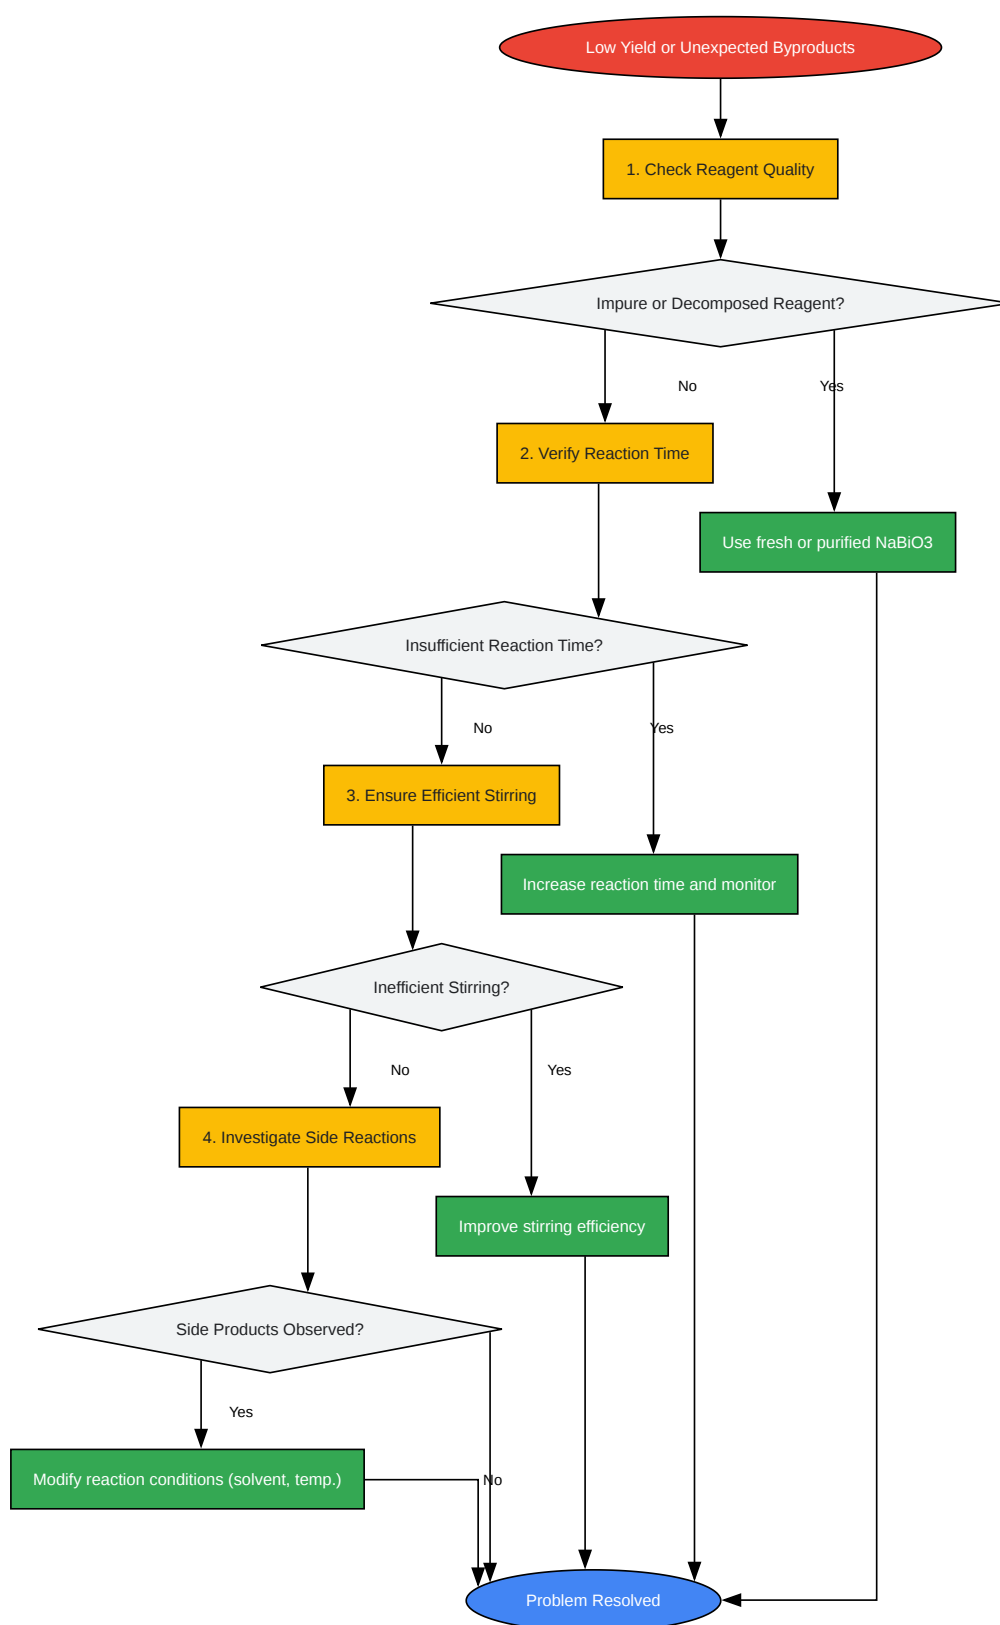 Low Yield or Unexpected Byproducts
1. Check Reagent Quality
Impure or Decomposed Reagent?
No
Yes
2. Verify Reaction Time
Use fresh or purified NaBiO3
Insufficient Reaction Time?
No
Yes
3. Ensure Efficient Stirring
Increase reaction time and monitor
Inefficient Stirring?
No
Yes
4. Investigate Side Reactions
Improve stirring efficiency
Side Products Observed?
Yes
Modify reaction conditions (solvent, temp.)
No
Problem Resolved